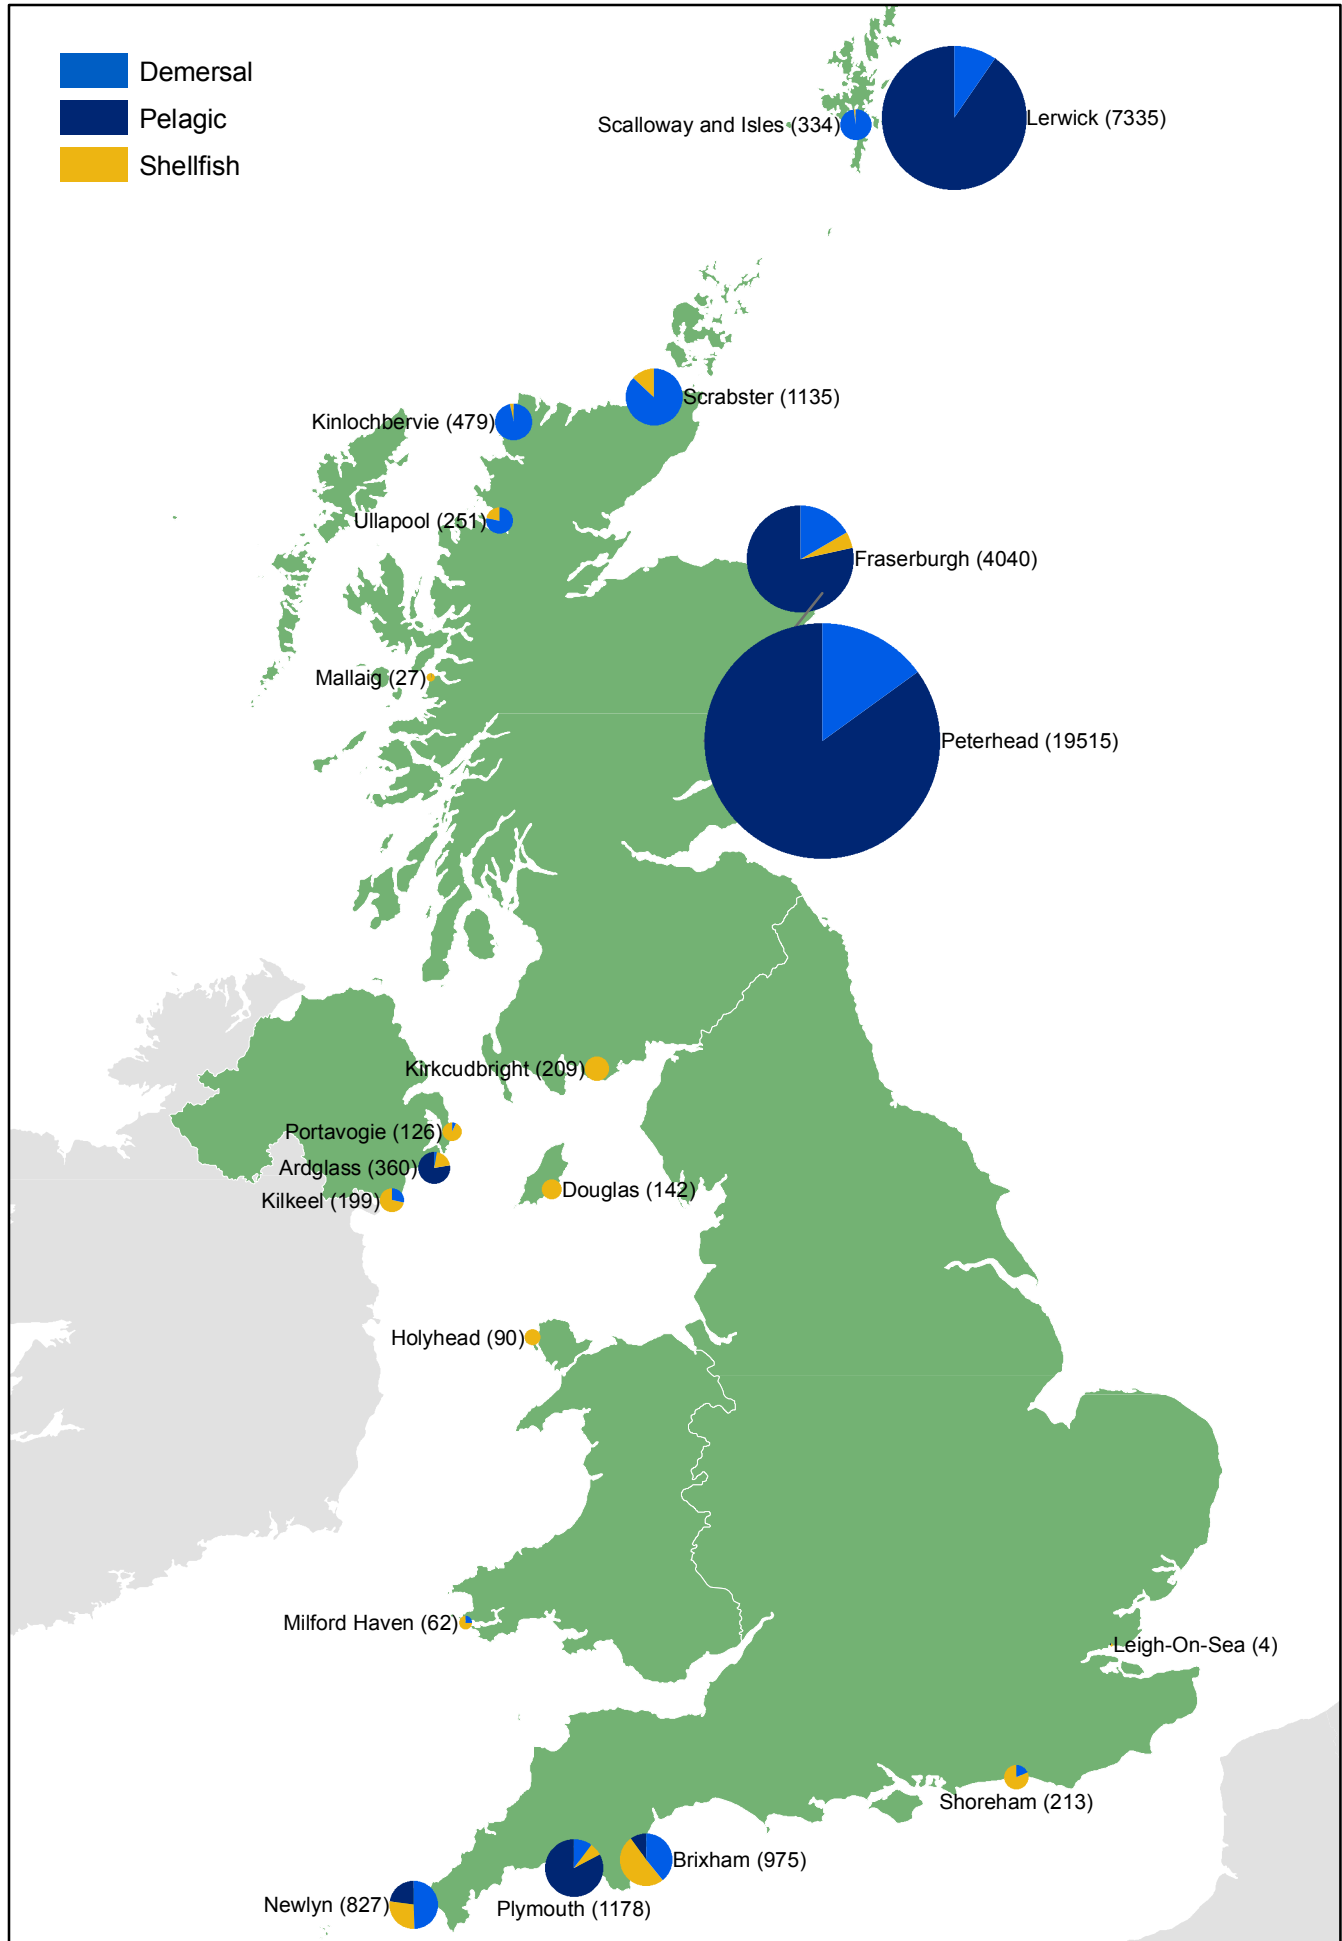 Demersal
Pelagic
Shellfish
Scalloway and Isles (334)
Lerwick (7335)
Scrabster (1135)
Kinlochbervie (479)
Ullapool (251)
Fraserburgh (4040)
Mallaig (27)
Peterhead (19515)
Kirkcudbright (209)
Portavogie (126)
Ardglass (360)
Douglas (142)
Kilkeel (199)
Holyhead (90)
Milford Haven (62)
Leigh-On-Sea (4)
Shoreham (213)
Brixham (975)
Newlyn (827)
Plymouth (1178)